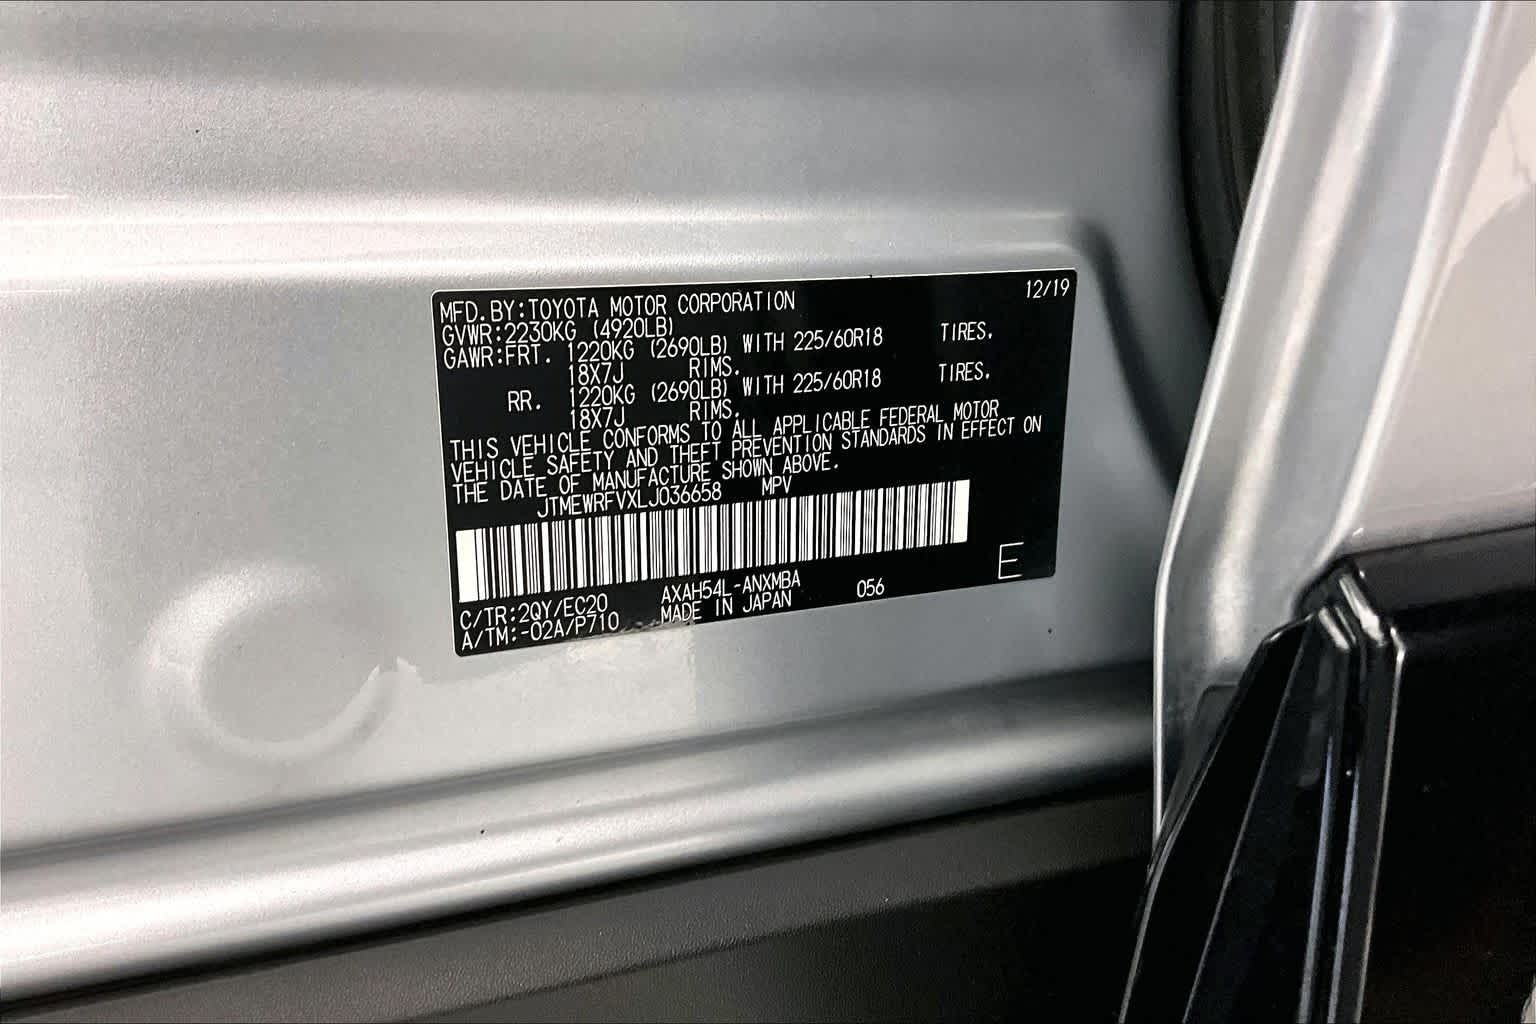 MFD.BY:TOYOTA MOTOR CORPORATION 12/19
GVWR:2230KG (4920LB)
GAWR:FRT. 1220KG (2690LB) WITH 225/60R18 TIRES.
18X7J RIMS.
RR. 1220KG (2690LB) WITH 225/60R18 TIRES.
18X7J RIMS.
THIS VEHICLE CONFORMS TO ALL APPLICABLE FEDERAL MOTOR
VEHICLE SAFETY AND THEFT PREVENTION STANDARDS IN EFFECT ON
THE DATE OF MANUFACTURE SHOWN ABOVE.
JTMEWRFVXLJ036658 MPV
E
C/TR:2QY/EC20 AXAH54L-ANXMBA 056
A/TM:-02A/P710 MADE IN JAPAN